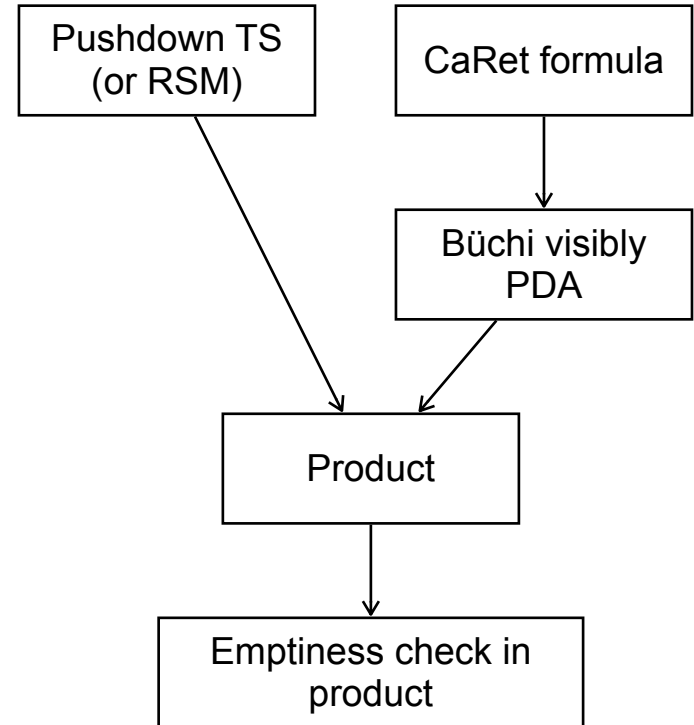 Pushdown TS
(or RSM)
CaRet formula
Büchi visibly
PDA
Product
Emptiness check in
product